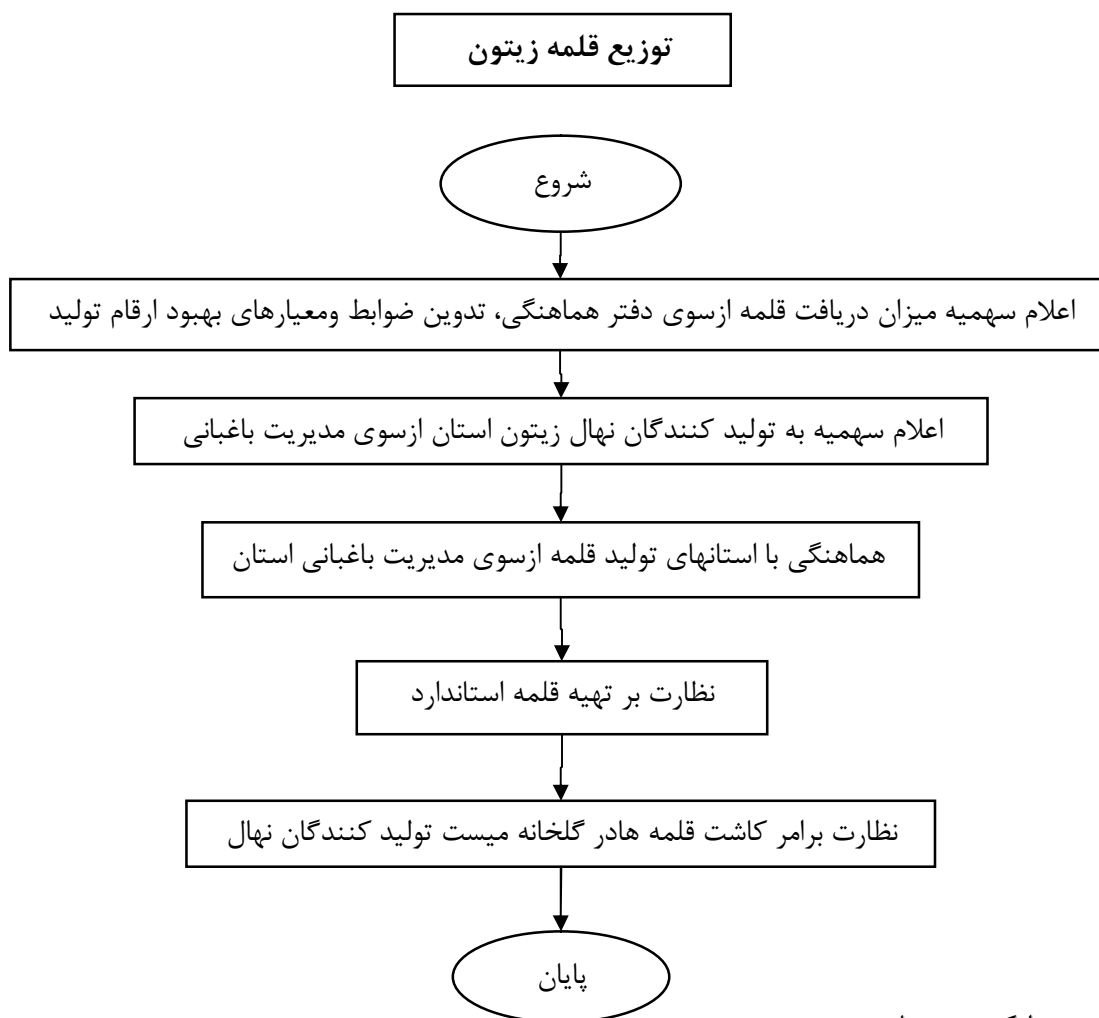 توزیع قلمه زیتون
شروع
اعلام سهمیه میزان دریافت قلمه ازسوی دفتر هماهنگی، تدوین ضوابط ومعیارهای بهبود ارقام تولید
اعلام سهمیه به تولید کنندگان نهال زیتون استان ازسوی مدیریت باغبانی
هماهنگی با استانهای تولید قلمه ازسوی مدیریت باغبانی استان
نظارت بر تهیه قلمه استاندارد
نظارت برامر کاشت قلمه هادر گلخانه میست تولید کنندگان نهال
پایان